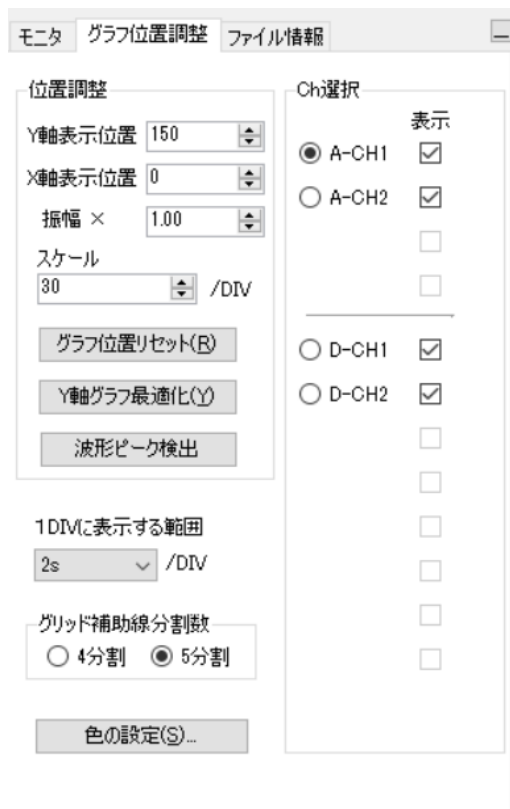 モニタ グラフ位置調整 ファイル情報
位置調整
Y軸表示位置 150
X軸表示位置 0
振幅 × 1.00
スケール
30 /DIV
グラフ位置リセット(R)
Y軸グラフ最適化(Y)
波形ピーク検出
1DIVに表示する範囲
2s /DIV
グリッド補助線分割数
4分割 5分割
色の設定(S)...
Ch選択
表示
A-CH1
A-CH2
D-CH1
D-CH2